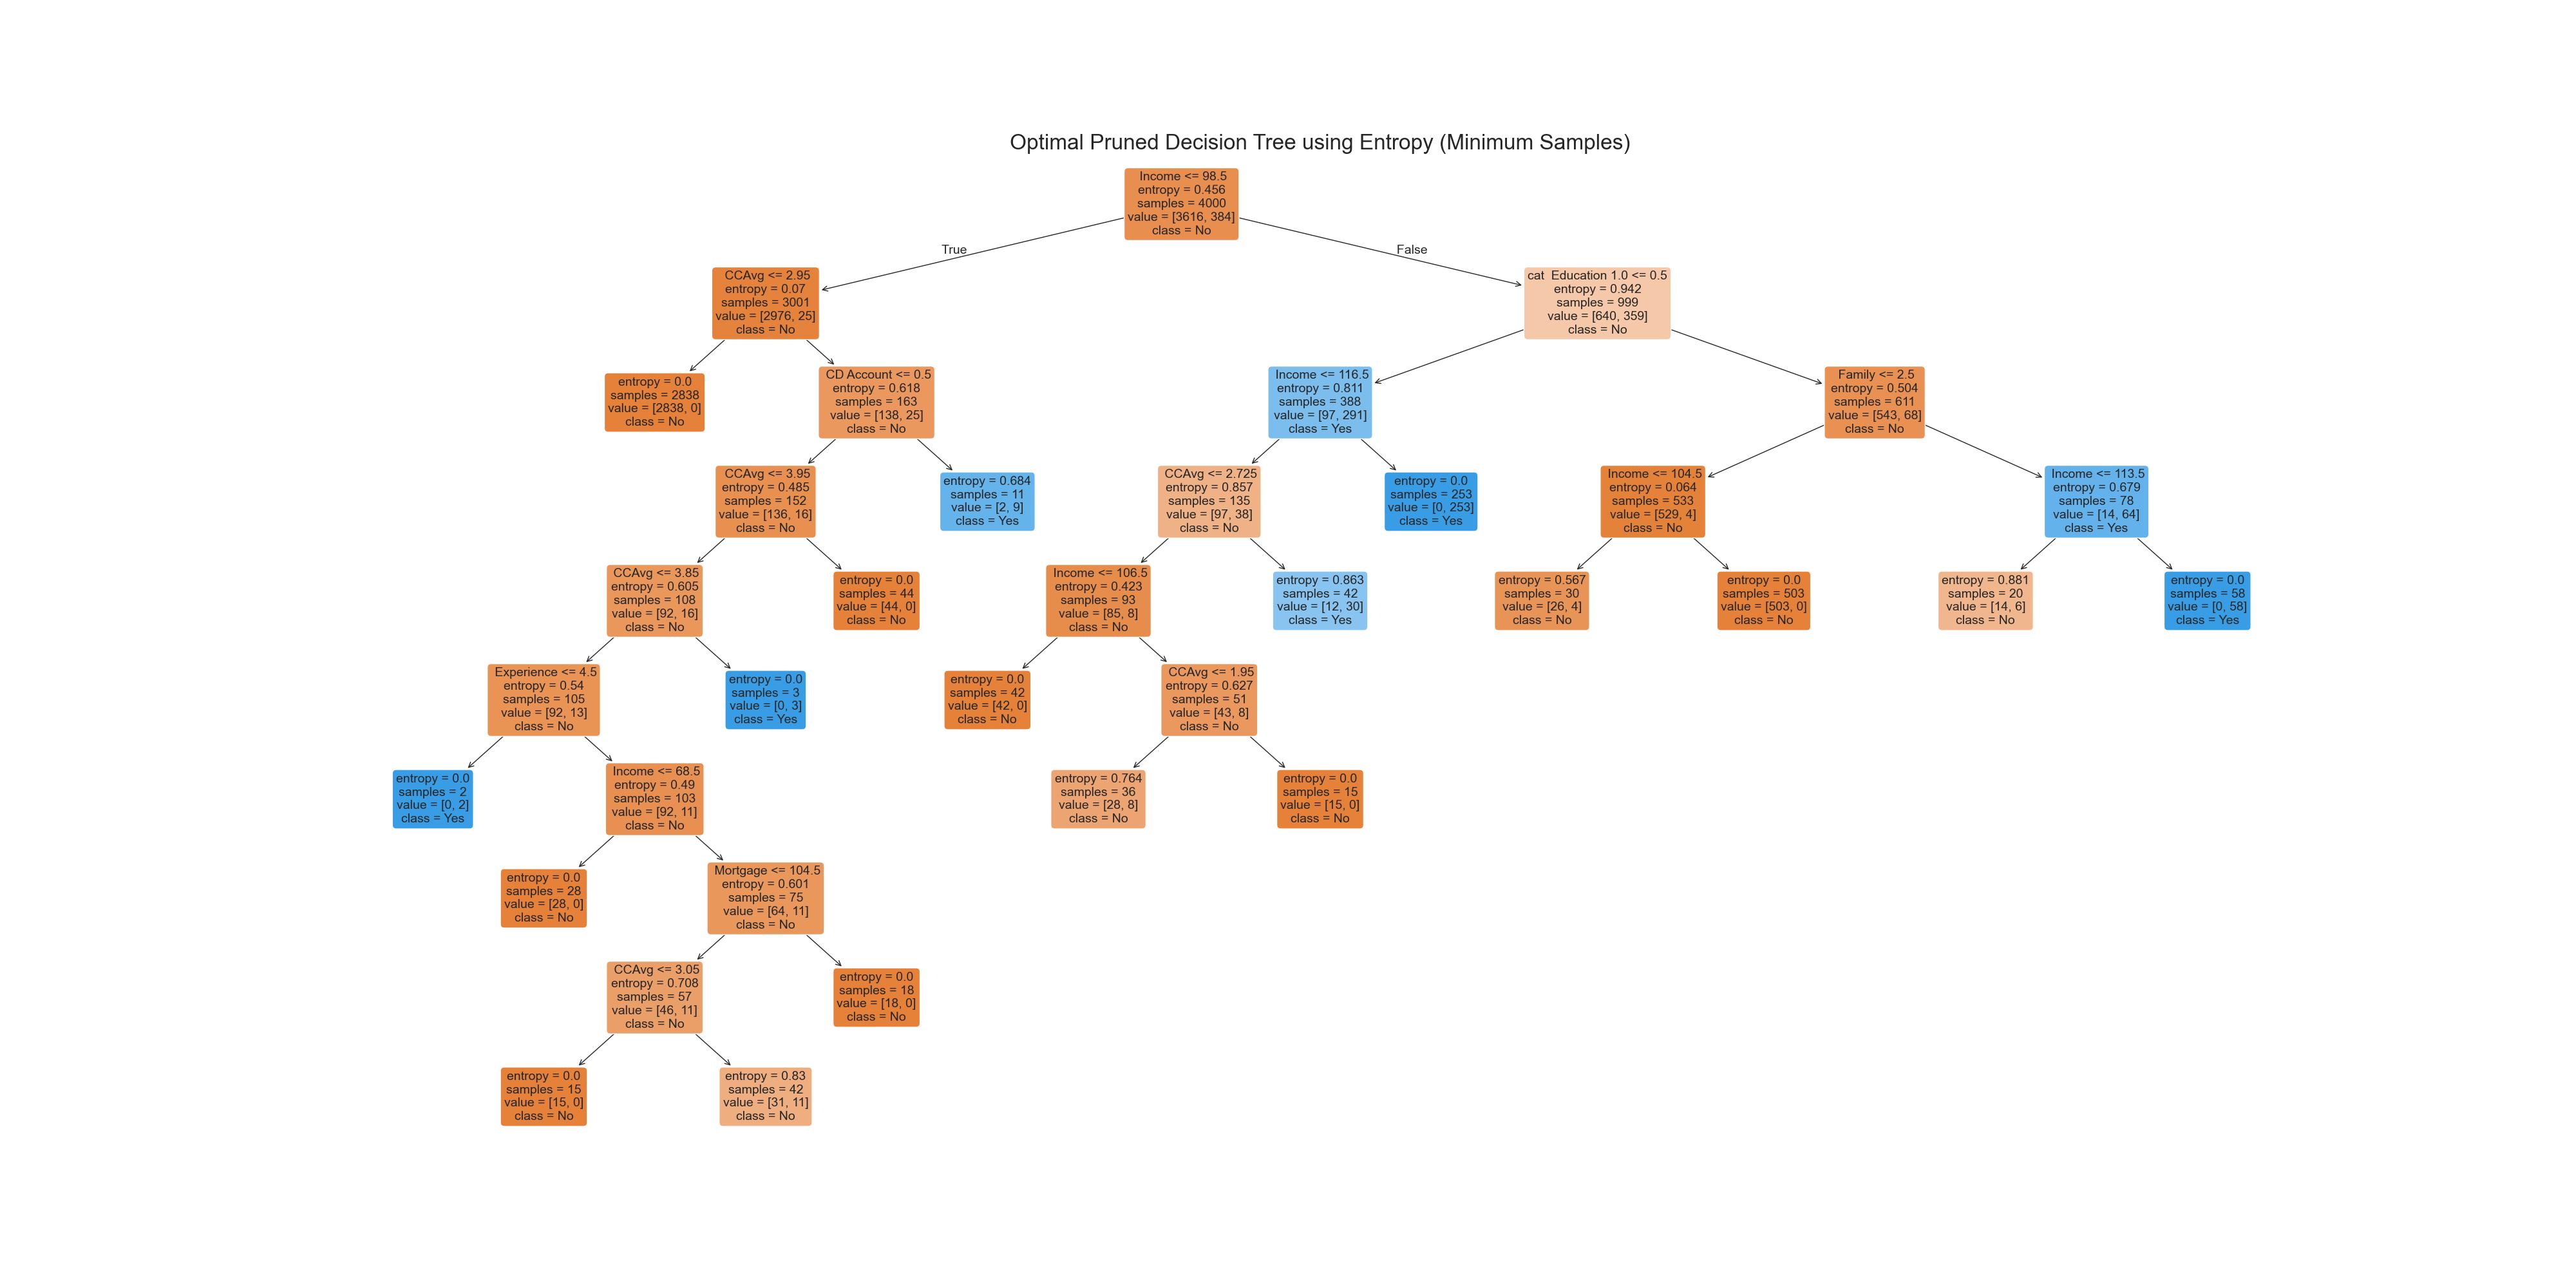 Optimal Pruned Decision Tree using Entropy (Minimum Samples)
Income <= 98.5
entropy = 0.456
samples = 4000
value = [3616, 384]
class = No
True
False
CCAvg <= 2.95
entropy = 0.07
samples = 3001
value = [2976, 25]
class = No
cat Education 1.0 <= 0.5
entropy = 0.942
samples = 999
value = [640, 359]
class = No
entropy = 0.0
samples = 2838
value = [2838, 0]
class = No
CD Account <= 0.5
entropy = 0.618
samples = 163
value = [138, 25]
class = No
Income <= 116.5
entropy = 0.811
samples = 388
value = [97, 291]
class = Yes
Family <= 2.5
entropy = 0.504
samples = 611
value = [543, 68]
class = No
CCAvg <= 3.95
entropy = 0.485
samples = 152
value = [136, 16]
class = No
entropy = 0.684
samples = 11
value = [2, 9]
class = Yes
CCAvg <= 2.725
entropy = 0.857
samples = 135
value = [97, 38]
class = No
entropy = 0.0
samples = 253
value = [0, 253]
class = Yes
Income <= 104.5
entropy = 0.064
samples = 533
value = [529, 4]
class = No
Income <= 113.5
entropy = 0.679
samples = 78
value = [14, 64]
class = Yes
CCAvg <= 3.85
entropy = 0.605
samples = 108
value = [92, 16]
class = No
entropy = 0.0
samples = 44
value = [44, 0]
class = No
Income <= 106.5
entropy = 0.423
samples = 93
value = [85, 8]
class = No
entropy = 0.863
samples = 42
value = [12, 30]
class = Yes
entropy = 0.567
samples = 30
value = [26, 4]
class = No
entropy = 0.0
samples = 503
value = [503, 0]
class = No
entropy = 0.881
samples = 20
value = [14, 6]
class = No
entropy = 0.0
samples = 58
value = [0, 58]
class = Yes
Experience <= 4.5
entropy = 0.54
samples = 105
value = [92, 13]
class = No
entropy = 0.0
samples = 3
value = [0, 3]
class = Yes
entropy = 0.0
samples = 42
value = [42, 0]
class = No
CCAvg <= 1.95
entropy = 0.627
samples = 51
value = [43, 8]
class = No
entropy = 0.0
samples = 2
value = [0, 2]
class = Yes
Income <= 68.5
entropy = 0.49
samples = 103
value = [92, 11]
class = No
entropy = 0.764
samples = 36
value = [28, 8]
class = No
entropy = 0.0
samples = 15
value = [15, 0]
class = No
entropy = 0.0
samples = 28
value = [28, 0]
class = No
Mortgage <= 104.5
entropy = 0.601
samples = 75
value = [64, 11]
class = No
CCAvg <= 3.05
entropy = 0.708
samples = 57
value = [46, 11]
class = No
entropy = 0.0
samples = 18
value = [18, 0]
class = No
entropy = 0.0
samples = 15
value = [15, 0]
class = No
entropy = 0.83
samples = 42
value = [31, 11]
class = No